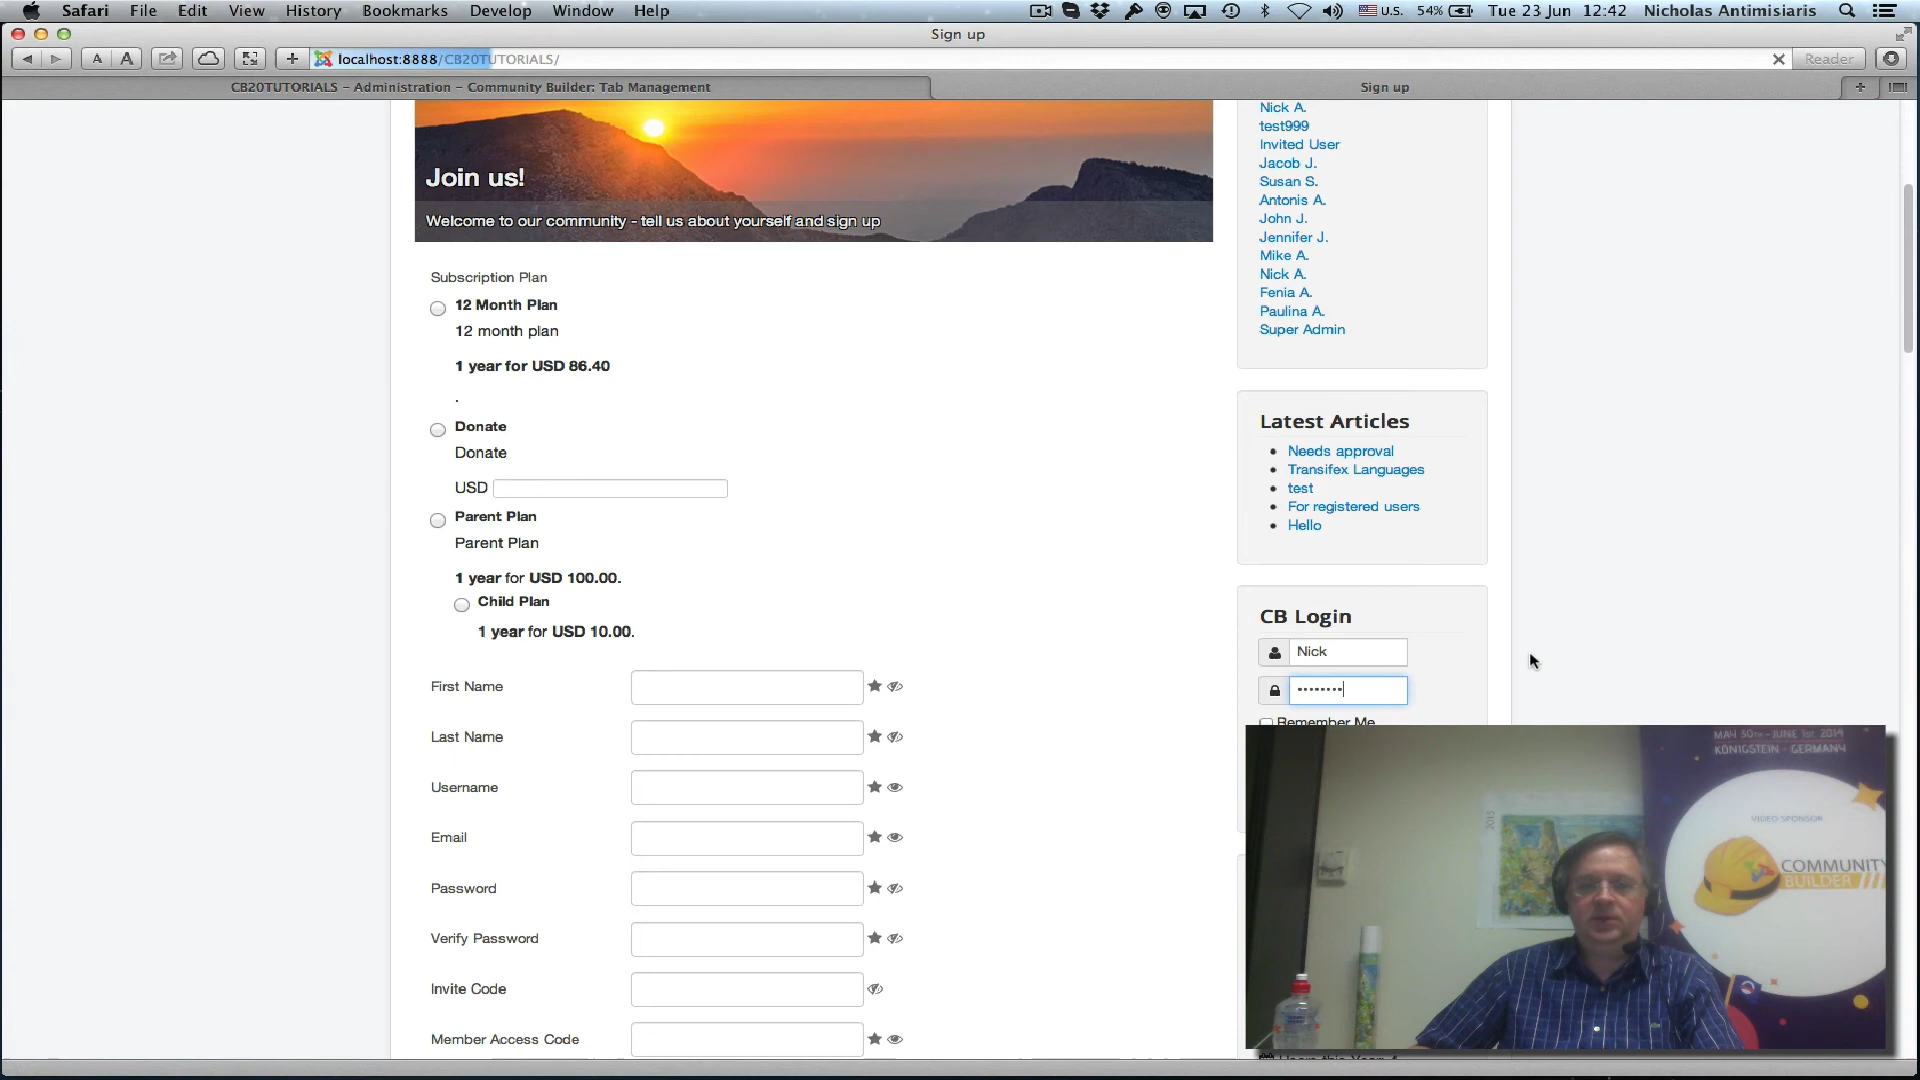 Safari File Edit View History Bookmarks Develop Window Help U.S. 54% Tue 23 Jun 12:42 Nicholas Antimisiaris
Sign up
A A + localhost:8888/CB20TUTORIALS/ Reader
CB20TUTORIALS – Administration – Community Builder: Tab Management
Sign up
Join us!
Welcome to our community - tell us about yourself and sign up
Subscription Plan
12 Month Plan
12 month plan
1 year for USD 86.40
.
Donate
Donate
USD
Parent Plan
Parent Plan
1 year for USD 100.00.
Child Plan
1 year for USD 10.00.
First Name
Last Name
Username
Email
Password
Verify Password
Invite Code
Member Access Code
Nick A.
test999
Invited User
Jacob J.
Susan S.
Antonis A.
John J.
Jennifer J.
Mike A.
Nick A.
Fenia A.
Paulina A.
Super Admin
Latest Articles
Needs approval
Transifex Languages
test
For registered users
Hello
CB Login
Nick
••••••••
Remember Me
MAY 30TH - JUNE 1ST 2014
KÖNIGSTEIN - GERMANY
2015
VIDEO SPONSOR
COMMUNITY
BUILDER